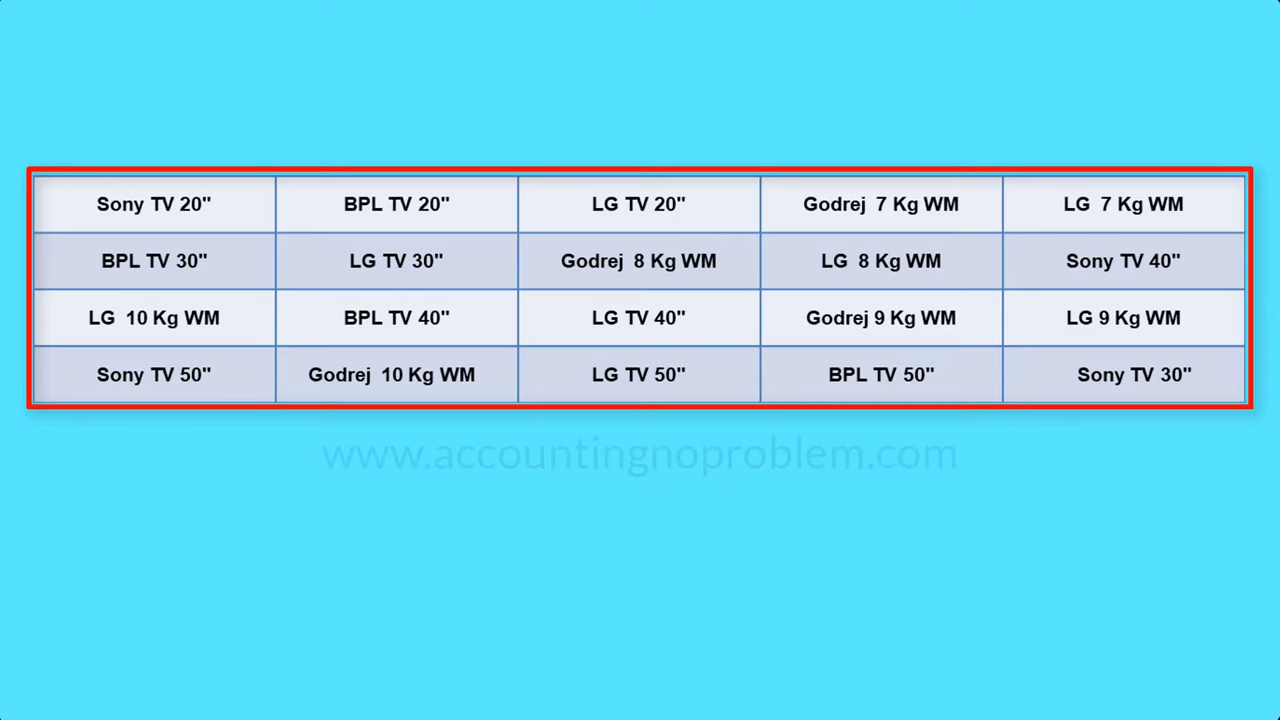 Sony TV 20" BPL TV 20" LG TV 20" Godrej 7 Kg WM LG 7 Kg WM
BPL TV 30" LG TV 30" Godrej 8 Kg WM LG 8 Kg WM Sony TV 40"
LG 10 Kg WM BPL TV 40" LG TV 40" Godrej 9 Kg WM LG 9 Kg WM
Sony TV 50" Godrej 10 Kg WM LG TV 50" BPL TV 50" Sony TV 30"
www.accountingnoproblem.com